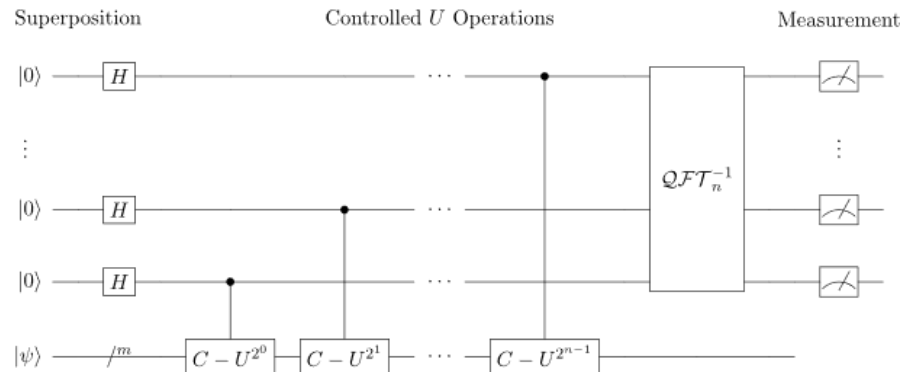 Superposition Controlled U Operations Measurement
|0⟩ H ···
⋮ ⋮
QFT_n^{-1}
|0⟩ H ···
|0⟩ H ···
|ψ⟩ /^m C − U^{2^0} C − U^{2^1} ··· C − U^{2^{n−1}}